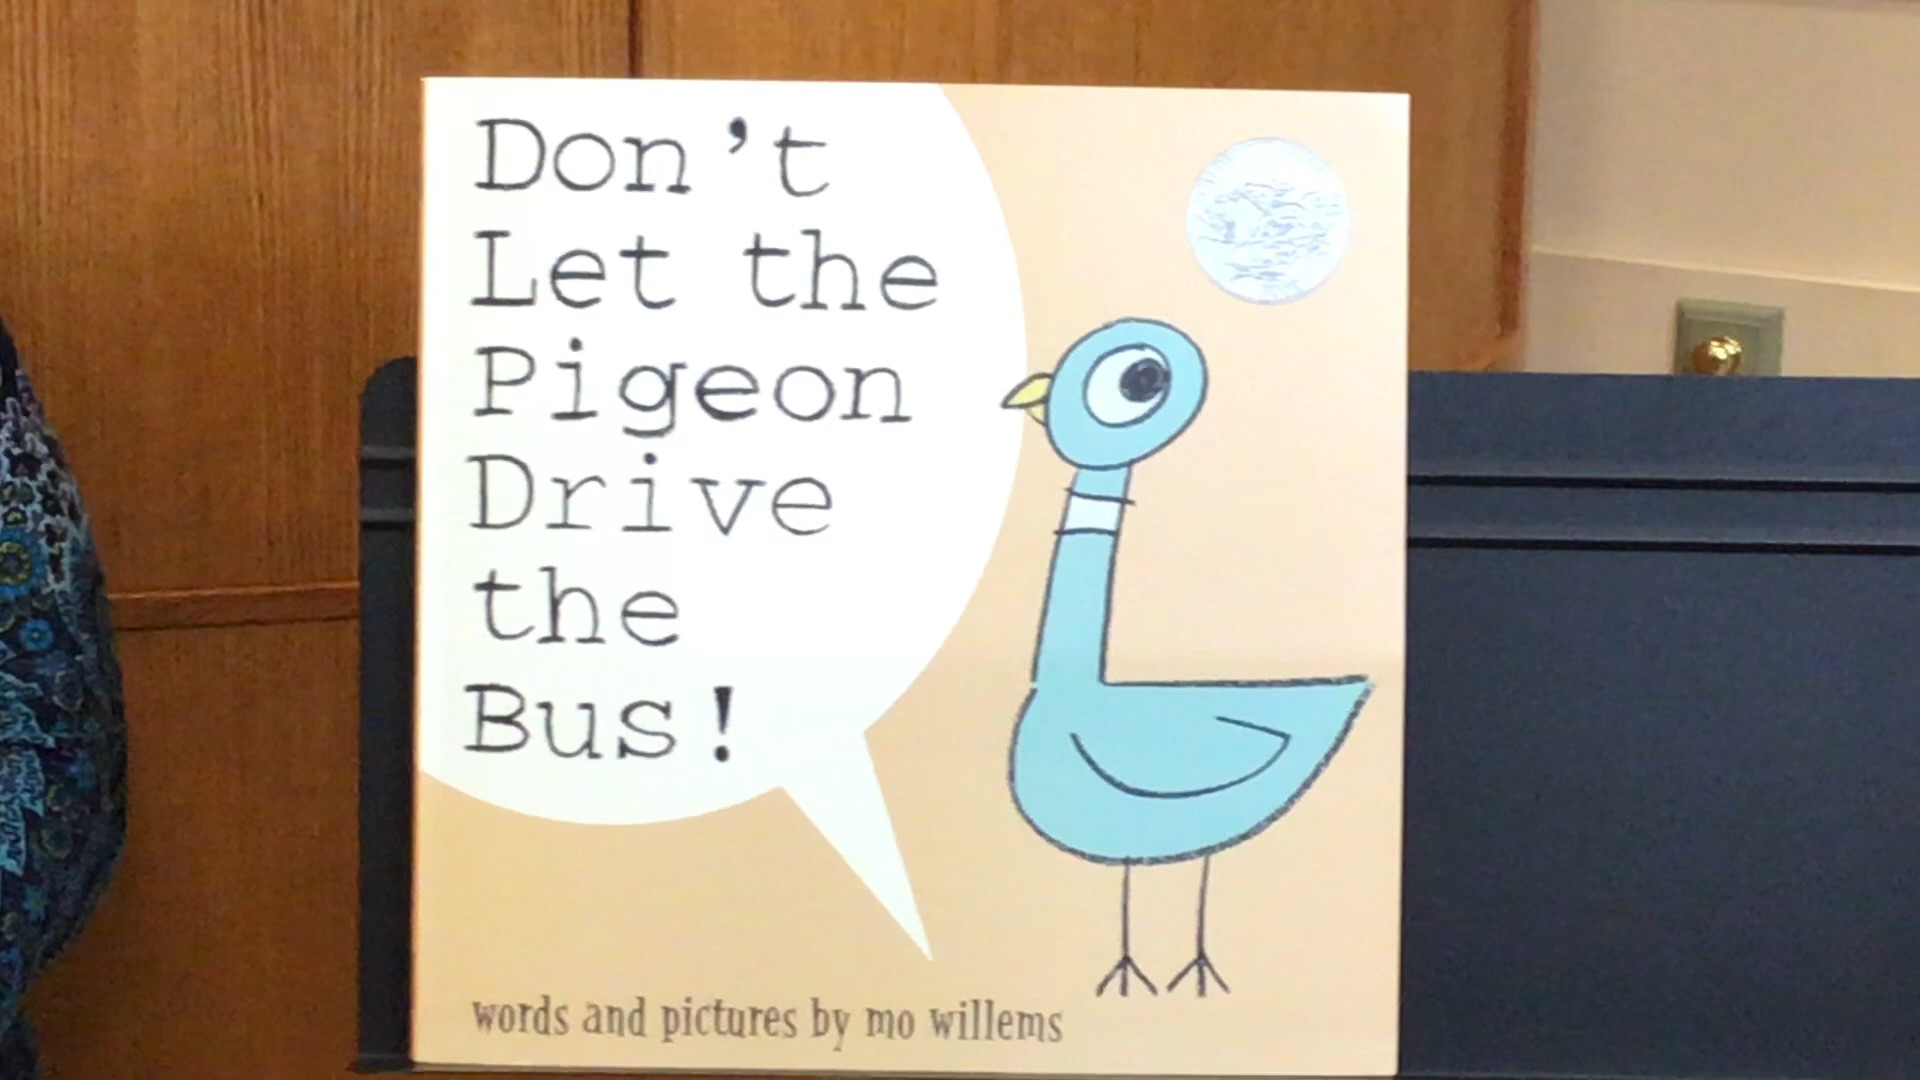 Don't
Let the
Pigeon
Drive
the
Bus!
words and pictures by mo willems